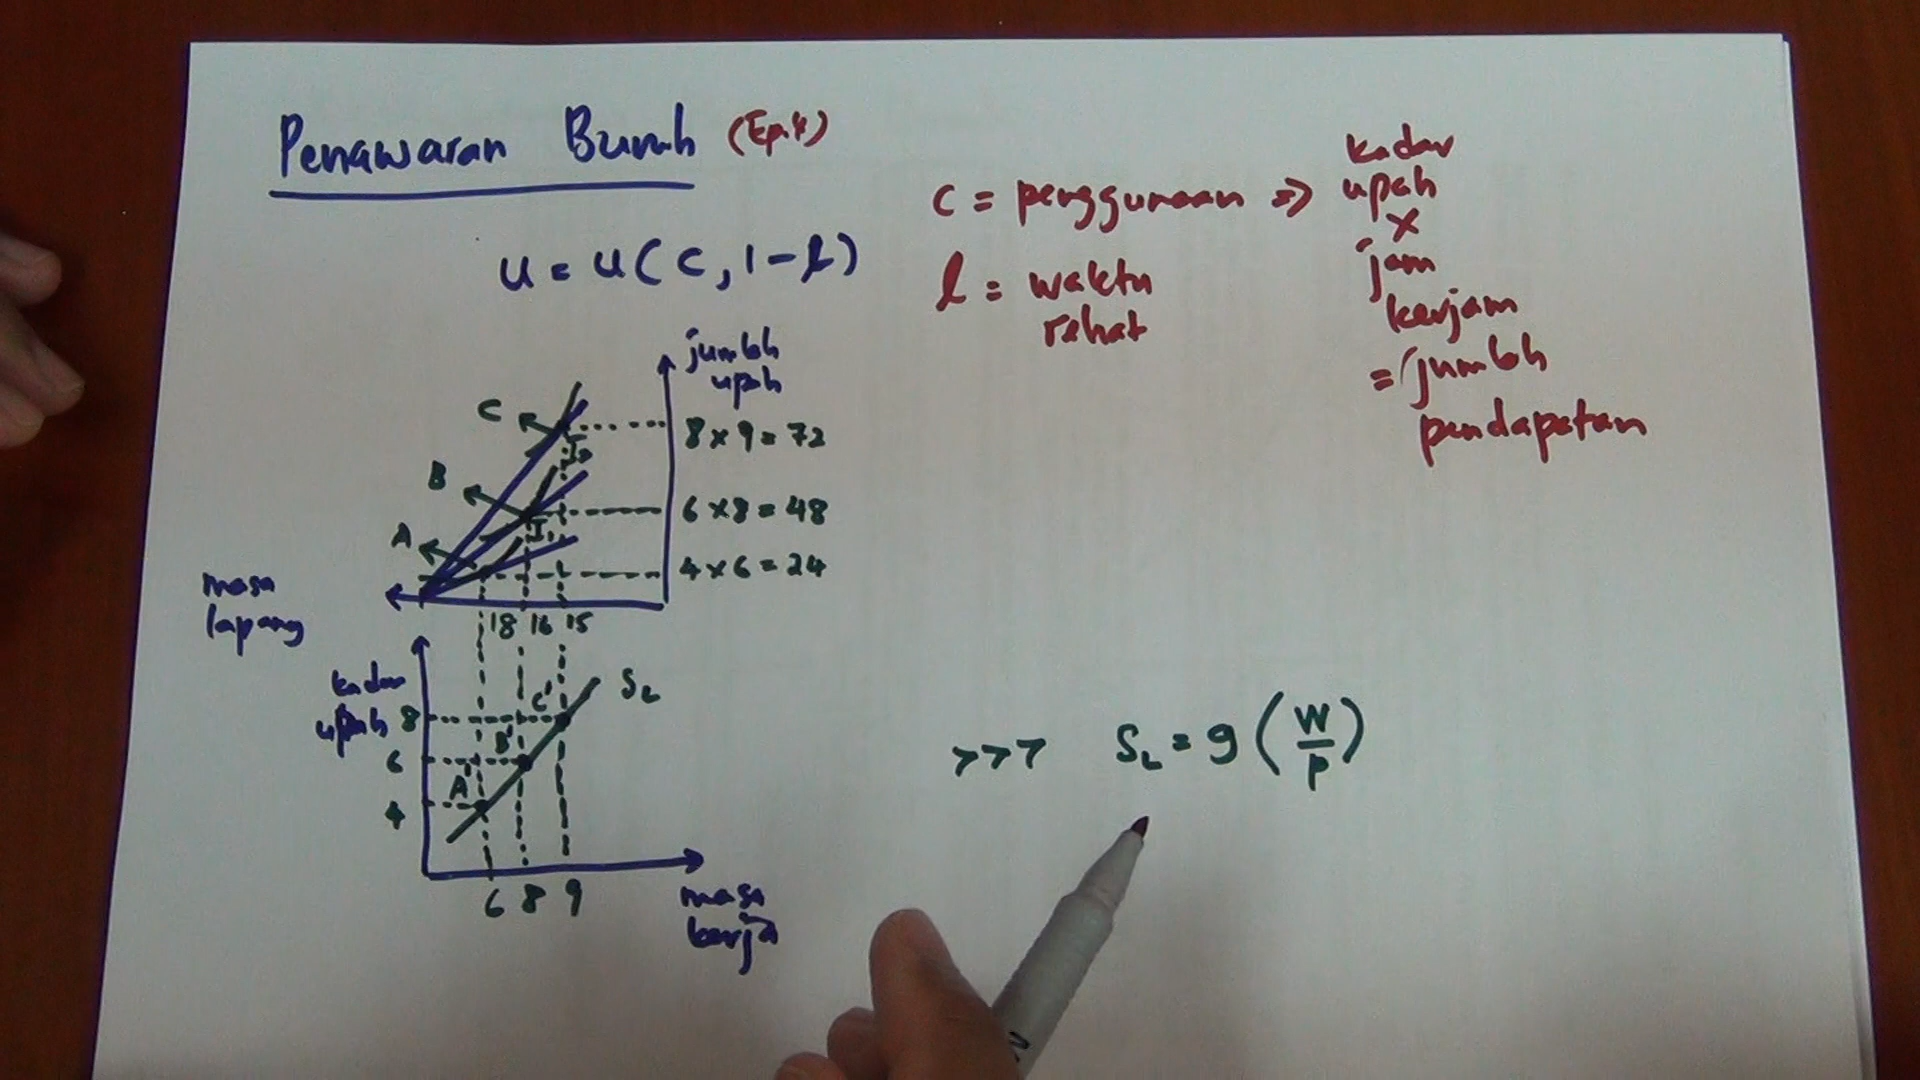 Penawaran Buruh (Ep.4)
u = u(c, 1-l)
c = penggunaan => kadar
upah
x
jam
kerjam
= jumlah
pendapatan
l = waktu
rehat
jumlah
upah
C
8 x 9 = 72
B
6 x 8 = 48
I₁
A
4 x 6 = 24
masa
lapang
18 16 15
kadar
upah
8
6
4
C'
B'
A'
S_L
6 8 9
masa
kerja
>>> S_L = g(W/P)